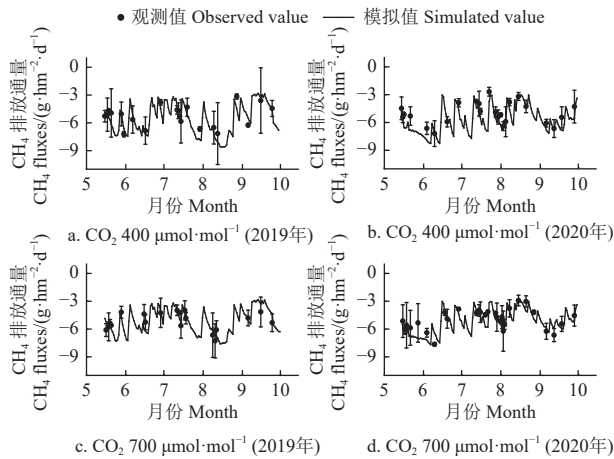 ● 观测值 Observed value — 模拟值 Simulated value
CH₄ 排放通量
CH₄ fluxes/(g·hm⁻²·d⁻¹)
0
-3
-6
-9
5 6 7 8 9 10
月份 Month
a. CO₂ 400 μmol·mol⁻¹ (2019年)
CH₄ 排放通量
CH₄ fluxes/(g·hm⁻²·d⁻¹)
0
-3
-6
-9
5 6 7 8 9 10
月份 Month
b. CO₂ 400 μmol·mol⁻¹ (2020年)
CH₄ 排放通量
CH₄ fluxes/(g·hm⁻²·d⁻¹)
0
-3
-6
-9
5 6 7 8 9 10
月份 Month
c. CO₂ 700 μmol·mol⁻¹ (2019年)
CH₄ 排放通量
CH₄ fluxes/(g·hm⁻²·d⁻¹)
0
-3
-6
-9
5 6 7 8 9 10
月份 Month
d. CO₂ 700 μmol·mol⁻¹ (2020年)